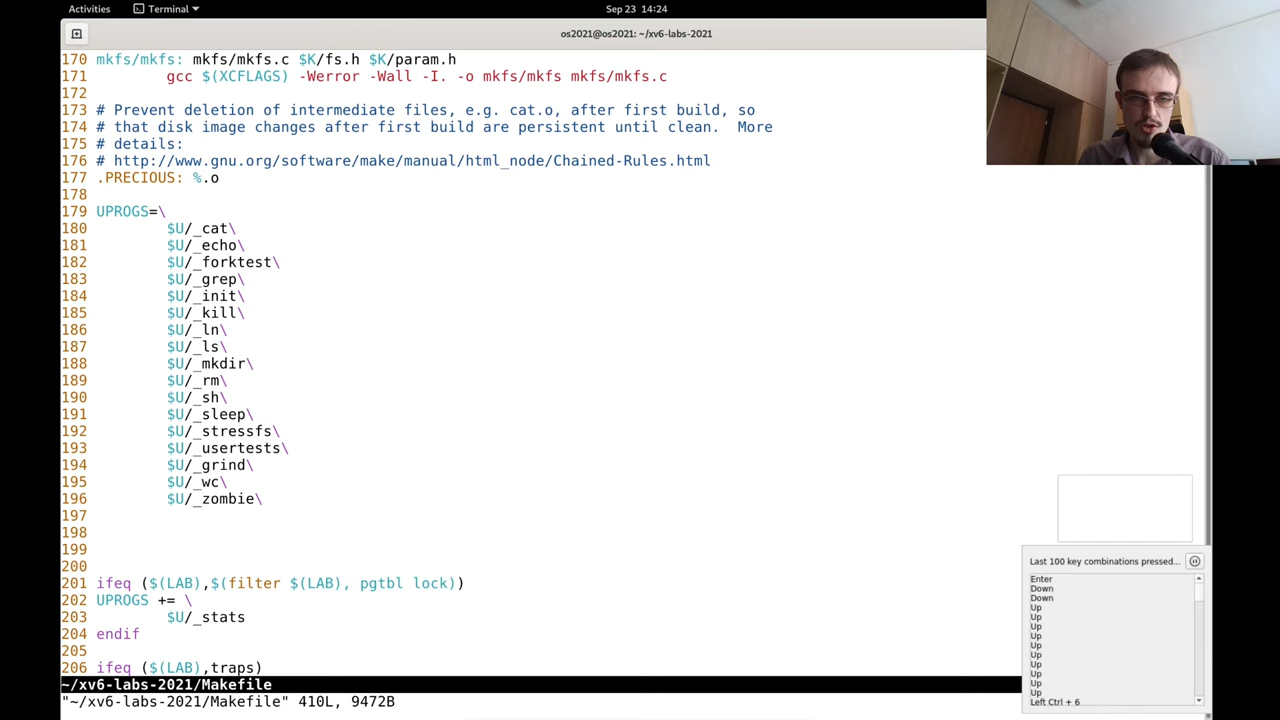 Activities
Terminal
Sep 23 14:24
os2021@os2021: ~/xv6-labs-2021
170 mkfs/mkfs: mkfs/mkfs.c $K/fs.h $K/param.h
171 gcc $(XCFLAGS) -Werror -Wall -I. -o mkfs/mkfs mkfs/mkfs.c
172
173 # Prevent deletion of intermediate files, e.g. cat.o, after first build, so
174 # that disk image changes after first build are persistent until clean.  More
175 # details:
176 # http://www.gnu.org/software/make/manual/html_node/Chained-Rules.html
177 .PRECIOUS: %.o
178
179 UPROGS=\
180 $U/_cat\
181 $U/_echo\
182 $U/_forktest\
183 $U/_grep\
184 $U/_init\
185 $U/_kill\
186 $U/_ln\
187 $U/_ls\
188 $U/_mkdir\
189 $U/_rm\
190 $U/_sh\
191 $U/_sleep\
192 $U/_stressfs\
193 $U/_usertests\
194 $U/_grind\
195 $U/_wc\
196 $U/_zombie\
197
198
199
200
201 ifeq ($(LAB),$(filter $(LAB), pgtbl lock))
202 UPROGS += \
203 $U/_stats
204 endif
205
206 ifeq ($(LAB),traps)
~/xv6-labs-2021/Makefile
"~/xv6-labs-2021/Makefile" 410L, 9472B
Last 100 key combinations pressed...
Enter
Down
Down
Up
Up
Up
Up
Up
Up
Up
Up
Up
Up
Left Ctrl + 6